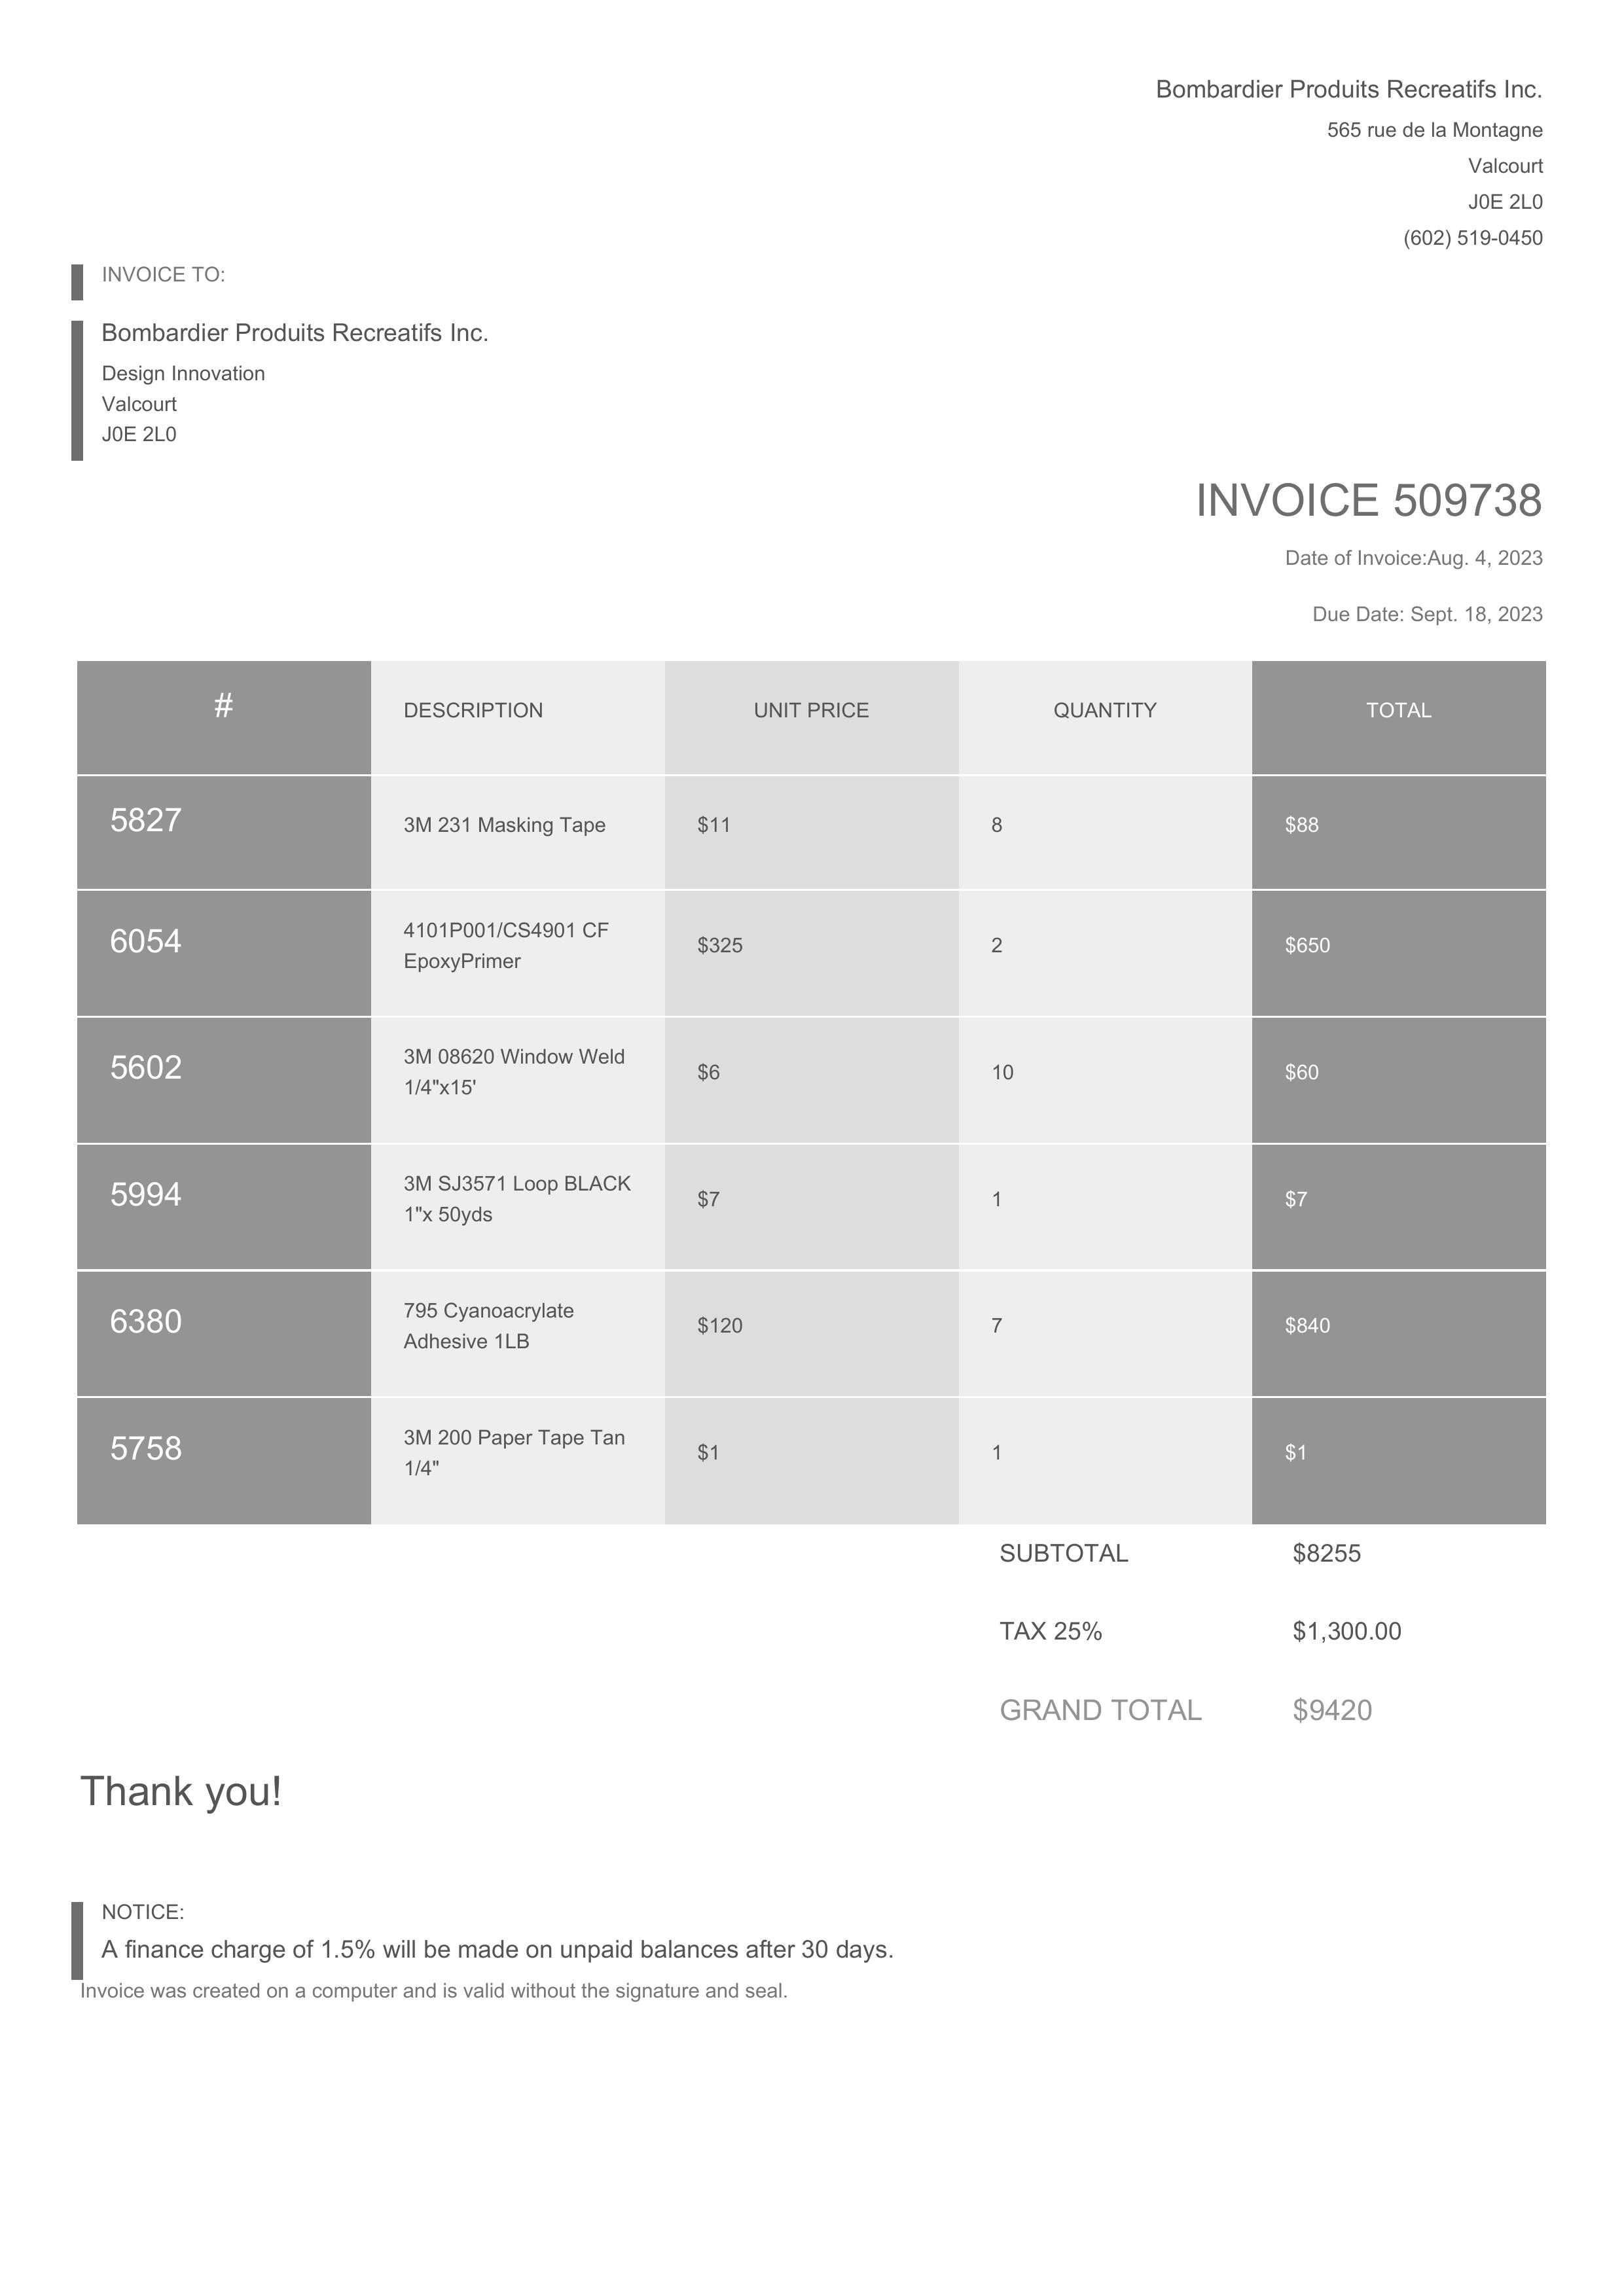 Bombardier Produits Recreatifs Inc.
565 rue de la Montagne
Valcourt
J0E 2L0
(602) 519-0450
INVOICE TO:
Bombardier Produits Recreatifs Inc.
Design Innovation
Valcourt
J0E 2L0
INVOICE 509738
Date of Invoice:Aug. 4, 2023
Due Date: Sept. 18, 2023
# DESCRIPTION UNIT PRICE QUANTITY TOTAL
5827 3M 231 Masking Tape $11 8 $88
6054 4101P001/CS4901 CF
EpoxyPrimer $325 2 $650
5602 3M 08620 Window Weld
1/4"x15' $6 10 $60
5994 3M SJ3571 Loop BLACK
1"x 50yds $7 1 $7
6380 795 Cyanoacrylate
Adhesive 1LB $120 7 $840
5758 3M 200 Paper Tape Tan
1/4" $1 1 $1
SUBTOTAL $8255
TAX 25% $1,300.00
GRAND TOTAL $9420
Thank you!
NOTICE:
A finance charge of 1.5% will be made on unpaid balances after 30 days.
Invoice was created on a computer and is valid without the signature and seal.